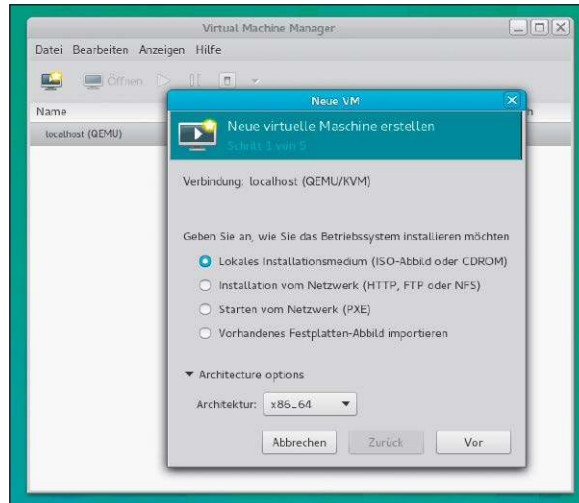 Virtual Machine Manager
Datei Bearbeiten Anzeigen Hilfe
Öffnen
Name
localhost (QEMU)
Neue VM
Neue virtuelle Maschine erstellen
Schritt 1 von 5
Verbindung: localhost (QEMU/KVM)
Geben Sie an, wie Sie das Betriebssystem installieren möchten
Lokales Installationsmedium (ISO-Abbild oder CDROM)
Installation vom Netzwerk (HTTP, FTP oder NFS)
Starten vom Netzwerk (PXE)
Vorhandenes Festplatten-Abbild importieren
Architecture options
Architektur: x86_64
Abbrechen Zurück Vor